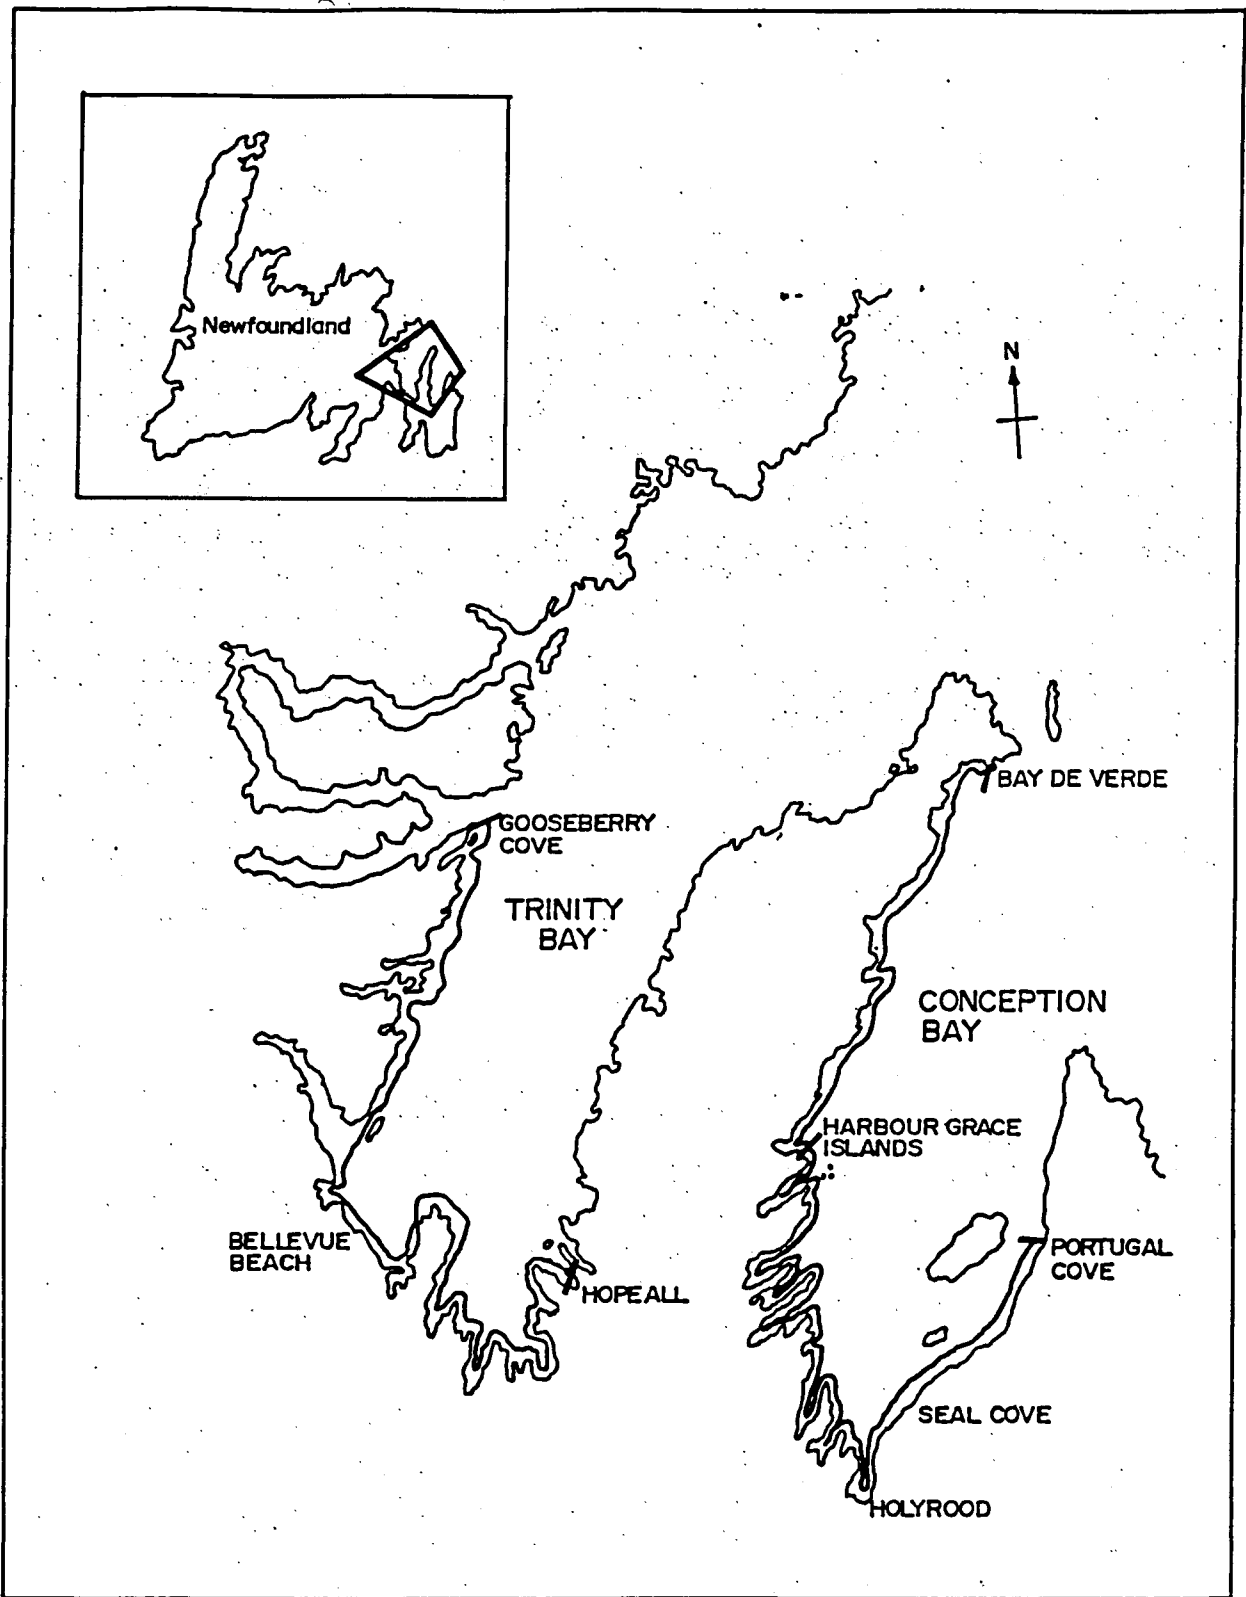 Newfoundland
N
BAY DE VERDE
GOOSEBERRY
COVE
TRINITY
BAY
CONCEPTION
BAY
HARBOUR GRACE
ISLANDS
BELLEVUE
BEACH
PORTUGAL
COVE
HOPEALL
SEAL COVE
HOLYROOD